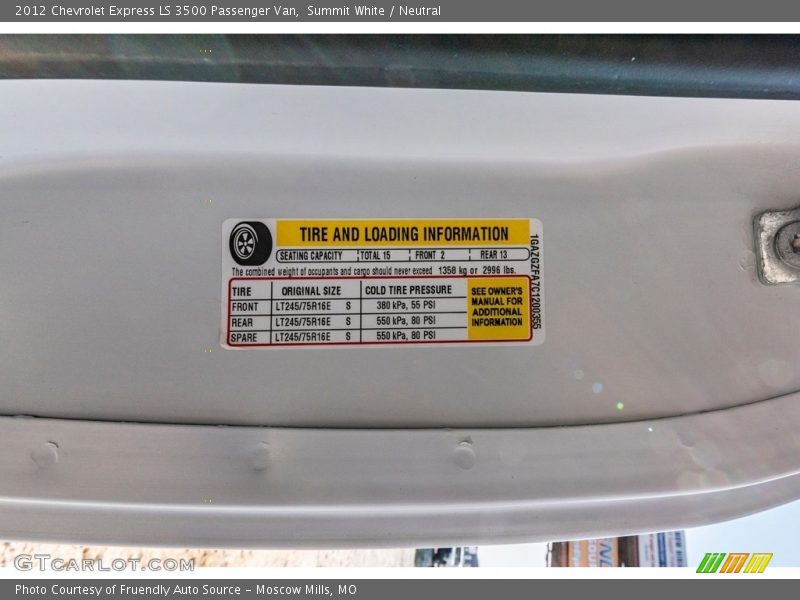 2012 Chevrolet Express LS 3500 Passenger Van,  Summit White / Neutral
TIRE AND LOADING INFORMATION
SEATING CAPACITY TOTAL 15 FRONT 2 REAR 13
The combined weight of occupants and cargo should never exceed 1358 kg or 2996 lbs.
TIRE ORIGINAL SIZE COLD TIRE PRESSURE
FRONT LT245/75R16E S 380 kPa, 55 PSI
REAR LT245/75R16E S 550 kPa, 80 PSI
SPARE LT245/75R16E S 550 kPa, 80 PSI
SEE OWNER'S
MANUAL FOR
ADDITIONAL
INFORMATION
1GAZGZFA7C1200355
GTCarLot.com
Photo Courtesy of Fruendly Auto Source - Moscow Mills, MO